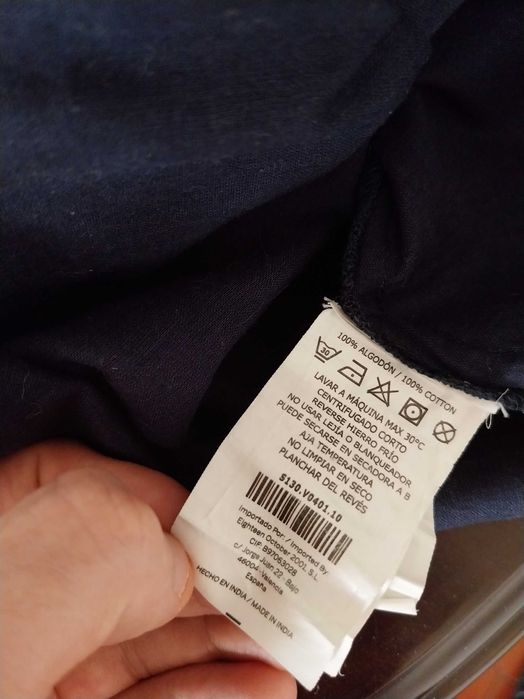 100% ALGODÓN / 100% COTTON
30
LAVAR A MÁQUINA MAX 30ºC
CENTRIFUGADO CORTO
REVERSE HIERRO FRÍO
NO USAR LEJÍA O BLANQUEADOR
PUEDE SECARSE EN SECADORA A B
AJA TEMPERATURA
NO LIMPIAR EN SECO
PLANCHAR DEL REVÉS
5130.V0401.10
Importado Por: / Imported By:
Eighteen October 2001, S.L
CIF: B97063028
c/ Jorge Juan 22 - Bajo
46004-Valencia
España
HECHO EN INDIA / MADE IN INDIA